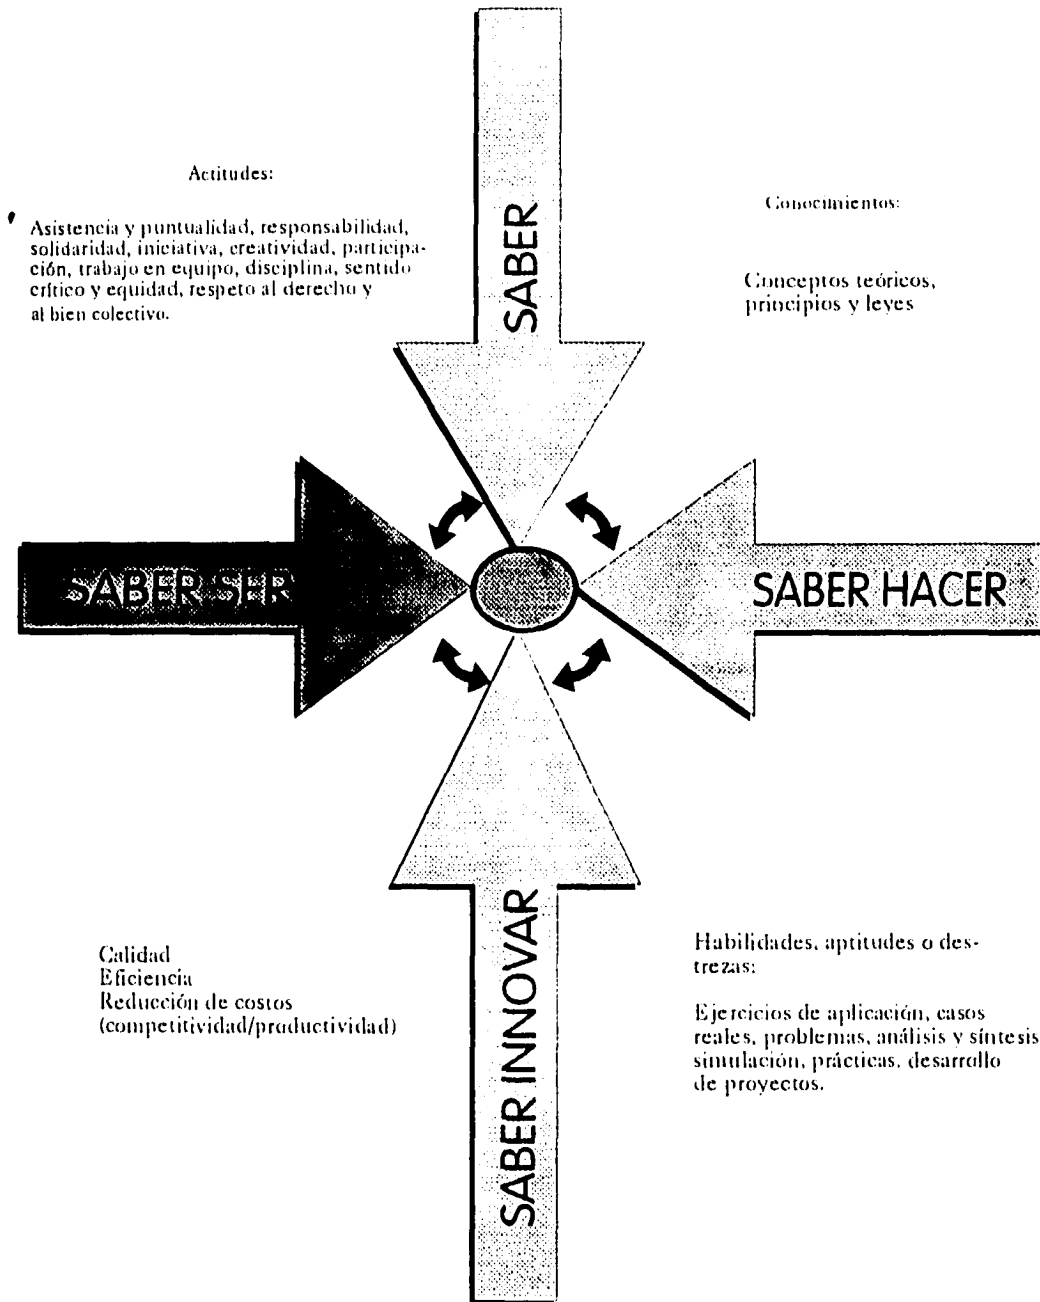 Actitudes:
Asistencia y puntualidad, responsabilidad,
solidaridad, iniciativa, creatividad, participa-
ción, trabajo en equipo, disciplina, sentido
crítico y equidad, respeto al derecho y
al bien colectivo.
SABER
Conocimientos:
Conceptos teóricos,
principios y leyes
SABER SER
SABER HACER
Calidad
Eficiencia
Reducción de costos
(competitividad/productividad)
SABER INNOVAR
Habilidades, aptitudes o des-
trezas:
Ejercicios de aplicación, casos
reales, problemas, análisis y síntesis
simulación, prácticas, desarrollo
de proyectos.